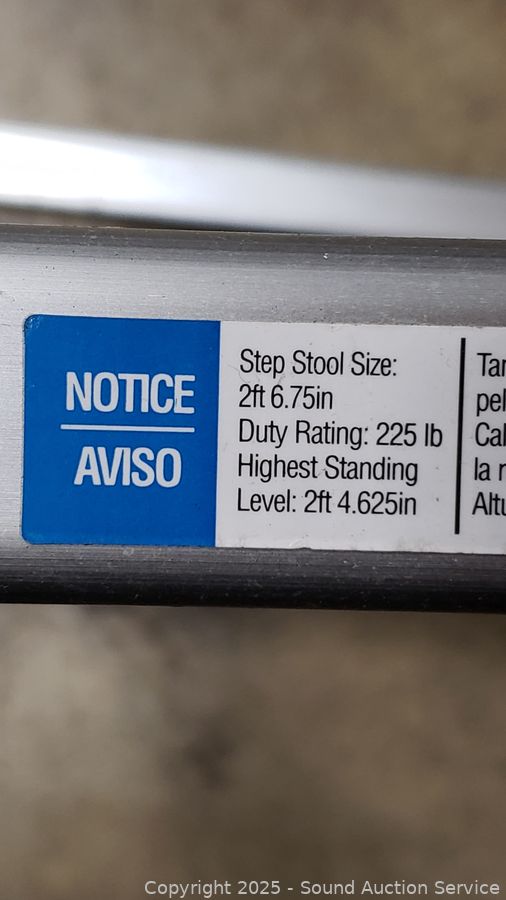 NOTICE
AVISO
Step Stool Size:
2ft 6.75in
Duty Rating: 225 lb
Highest Standing
Level: 2ft 4.625in
la
Copyright 2025 - Sound Auction Service